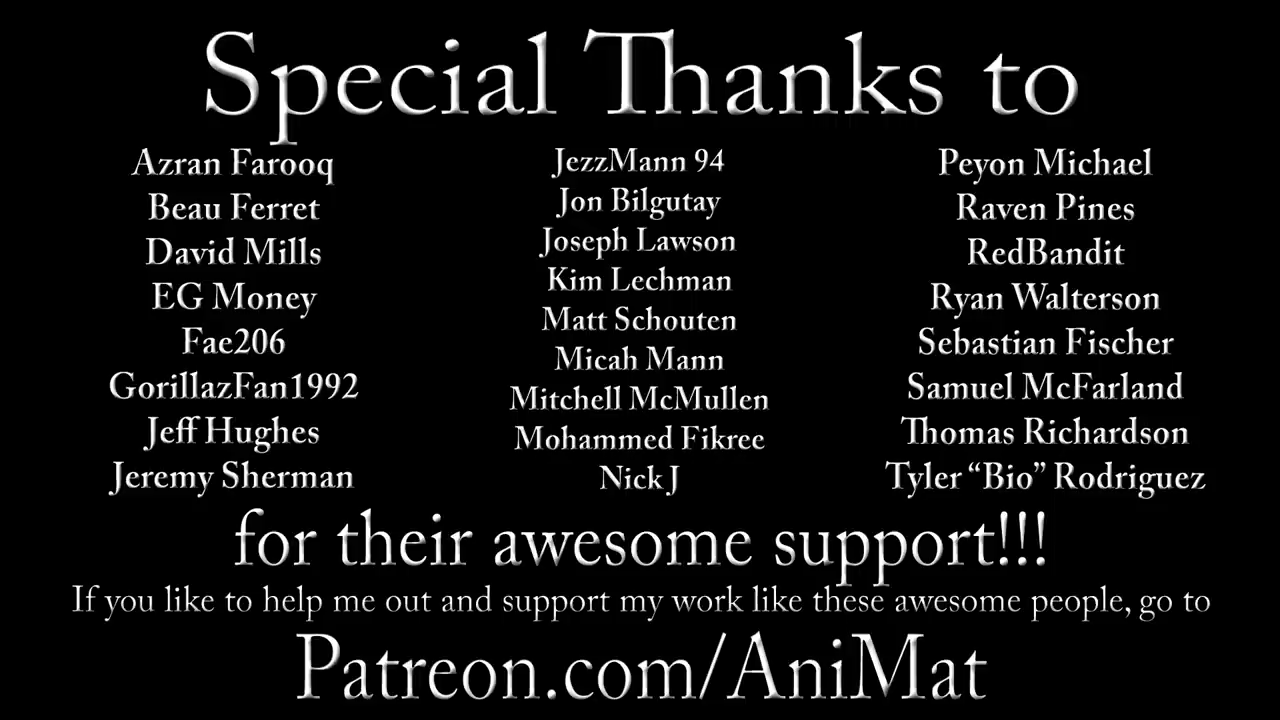 Special Thanks to
Azran Farooq
Beau Ferret
David Mills
EG Money
Fae206
GorillazFan1992
Jeff Hughes
Jeremy Sherman
JezzMann 94
Jon Bilgutay
Joseph Lawson
Kim Lechman
Matt Schouten
Micah Mann
Mitchell McMullen
Mohammed Fikree
Nick J
Peyon Michael
Raven Pines
RedBandit
Ryan Walterson
Sebastian Fischer
Samuel McFarland
Thomas Richardson
Tyler “Bio” Rodriguez
for their awesome support!!!
If you like to help me out and support my work like these awesome people, go to
Patreon.com/AniMat